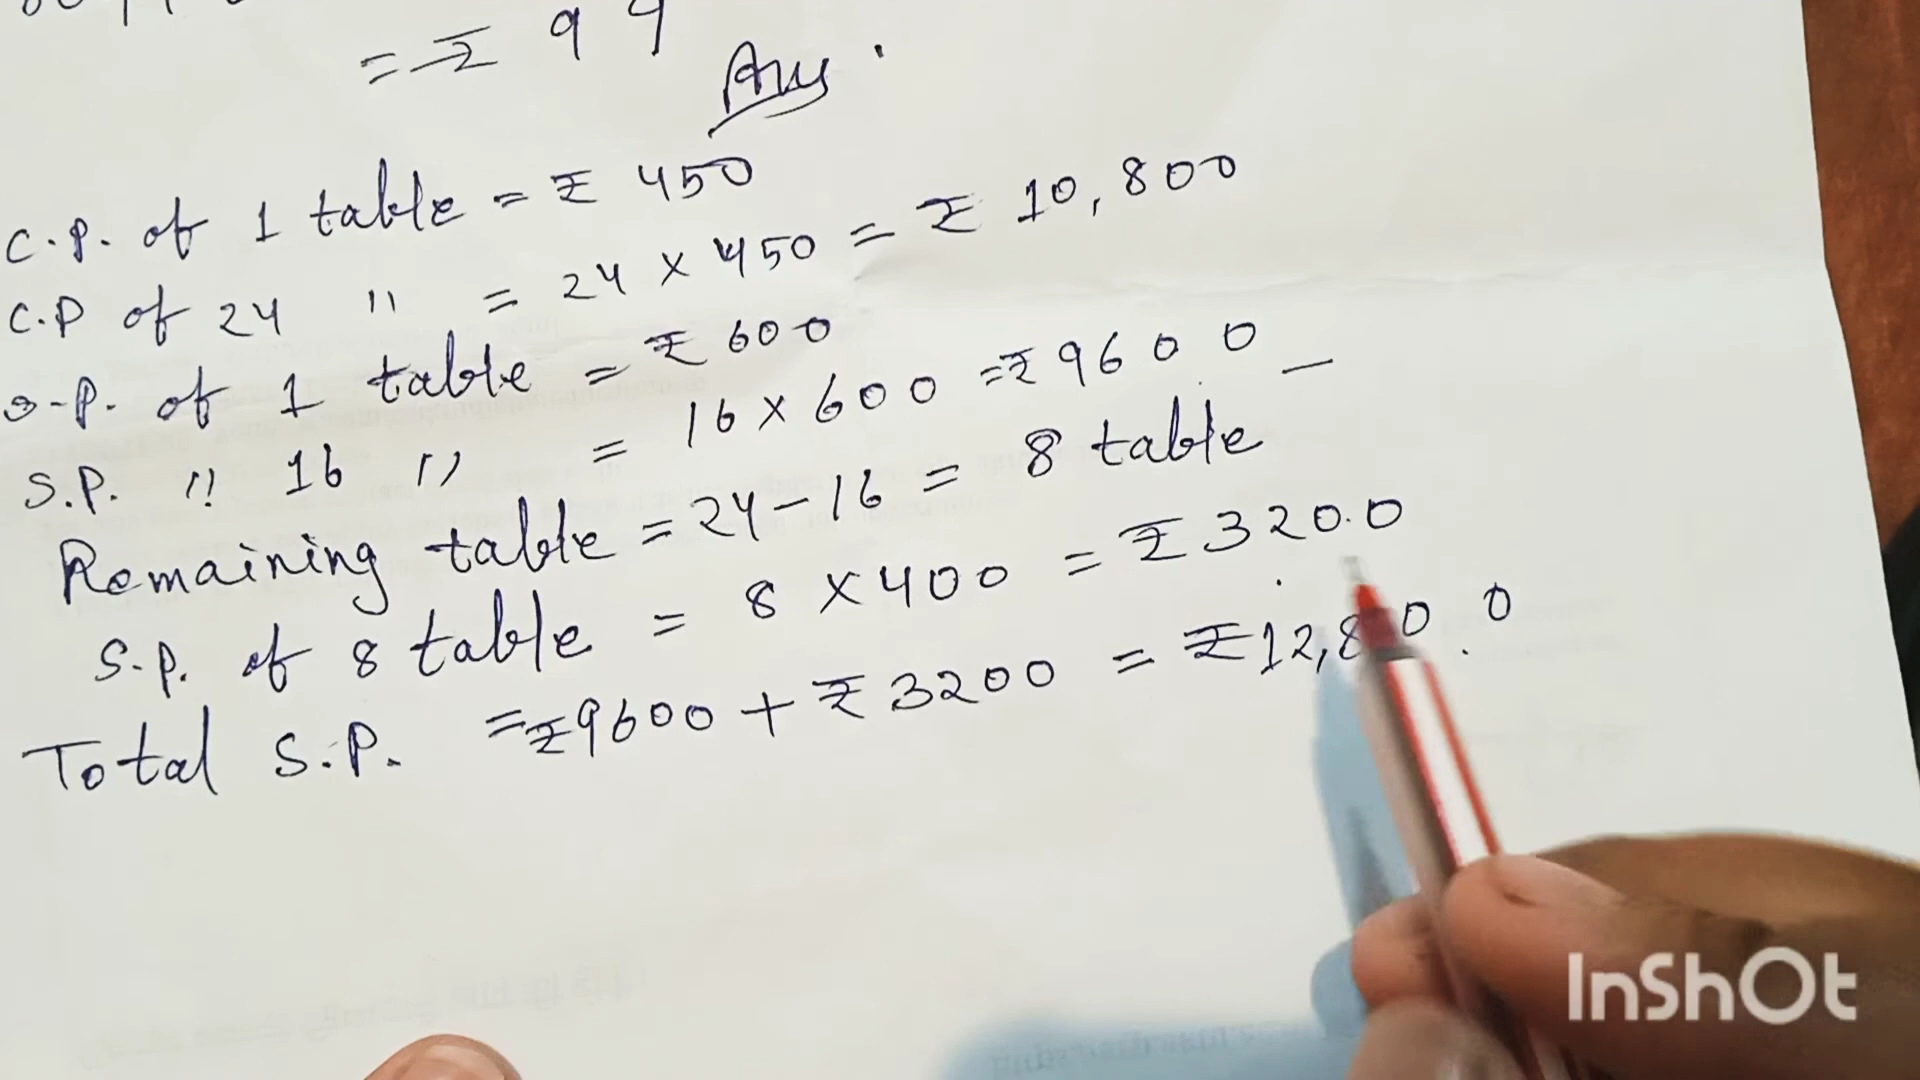 = ₹ 94
Ans
C.P. of 1 table = ₹ 450
C.P of 24 " = 24 × 450 = ₹ 10,800
S.P. of 1 table = ₹ 600
S.P. " 16 " = 16 × 600 = ₹ 9600
Remaining table = 24 - 16 = 8 table
S.P. of 8 table = 8 × 400 = ₹ 3200
Total S.P. = ₹9600 + ₹ 3200 = ₹12,800
InShOt